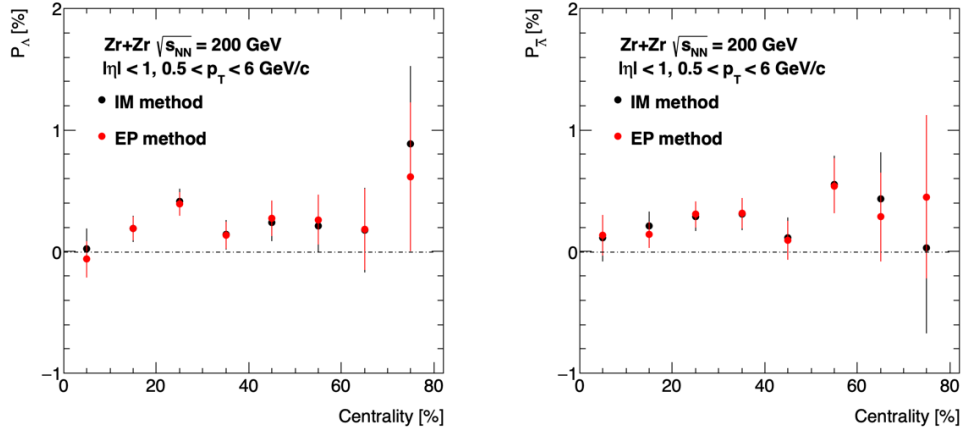 P_Λ [%]
2
Zr+Zr √s_NN = 200 GeV
|η| < 1, 0.5 < p_T < 6 GeV/c
IM method
1
EP method
0
−1
0 20 40 60 80
Centrality [%]
P_Λ̅ [%]
2
Zr+Zr √s_NN = 200 GeV
|η| < 1, 0.5 < p_T < 6 GeV/c
IM method
1
EP method
0
−1
0 20 40 60 80
Centrality [%]